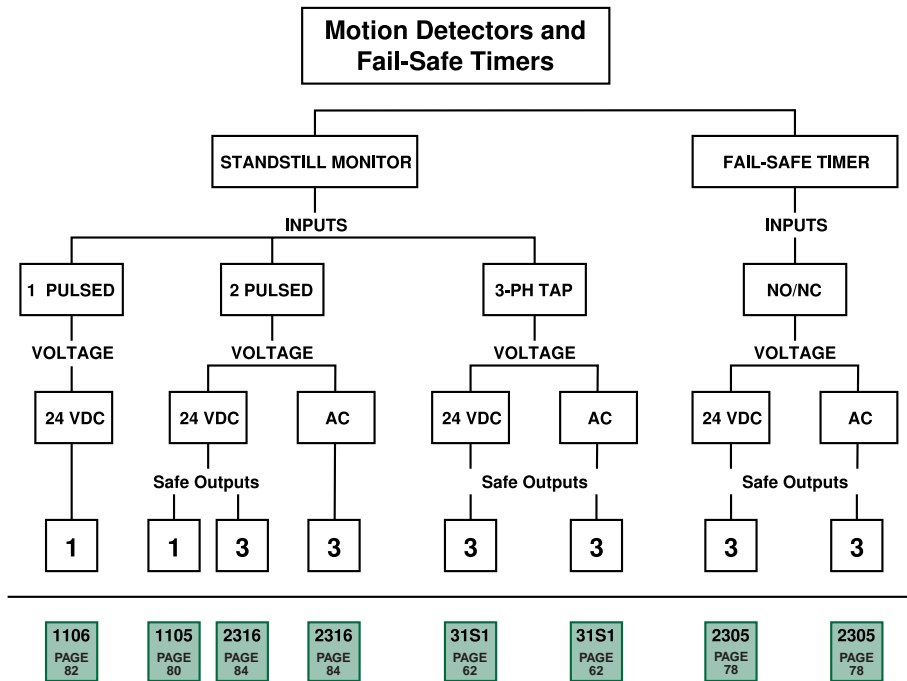 Motion Detectors and
Fail-Safe Timers
STANDSTILL MONITOR
FAIL-SAFE TIMER
INPUTS
INPUTS
1 PULSED
2 PULSED
3-PH TAP
NO/NC
VOLTAGE
VOLTAGE
VOLTAGE
VOLTAGE
24 VDC
24 VDC
AC
24 VDC
AC
24 VDC
AC
Safe Outputs
Safe Outputs
Safe Outputs
1
1
3
3
3
3
3
3
1106
PAGE
82
1105
PAGE
80
2316
PAGE
84
2316
PAGE
84
31S1
PAGE
62
31S1
PAGE
62
2305
PAGE
78
2305
PAGE
78